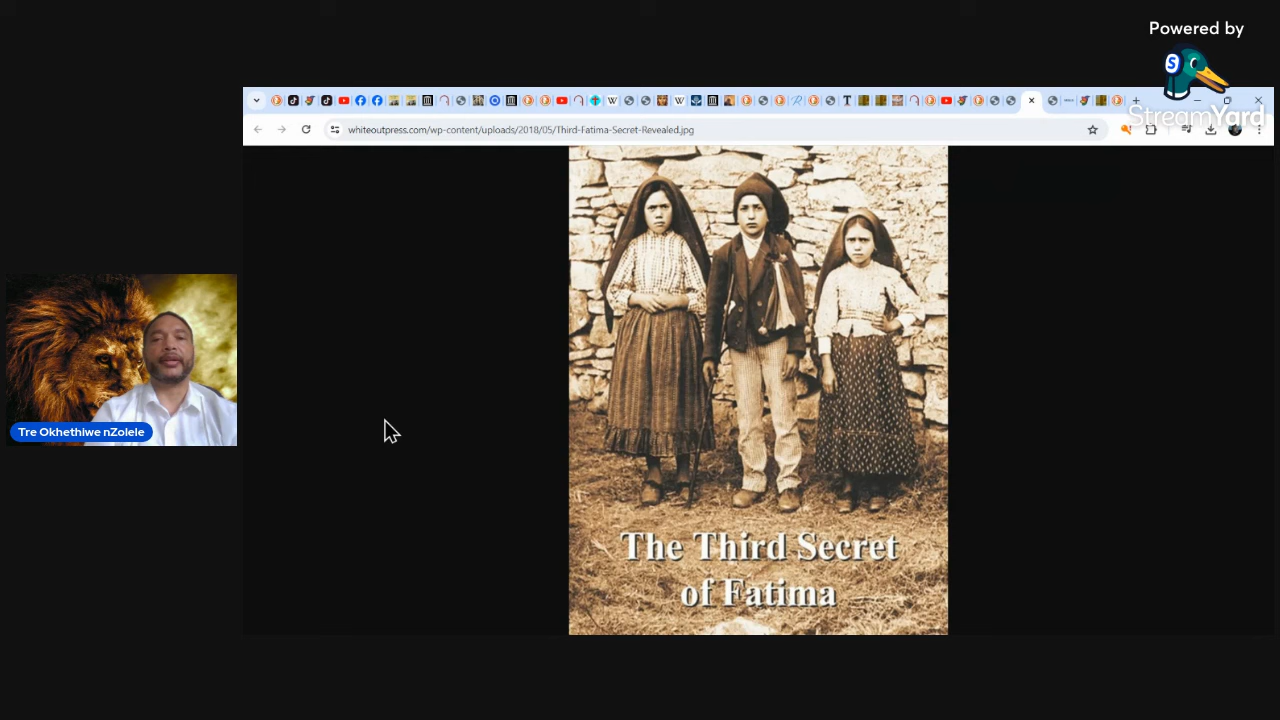 Powered by
StreamYard
whiteoutpress.com/wp-content/uploads/2018/05/Third-Fatima-Secret-Revealed.jpg
Tre Okhethiwe nZolele
The Third Secret
of Fatima